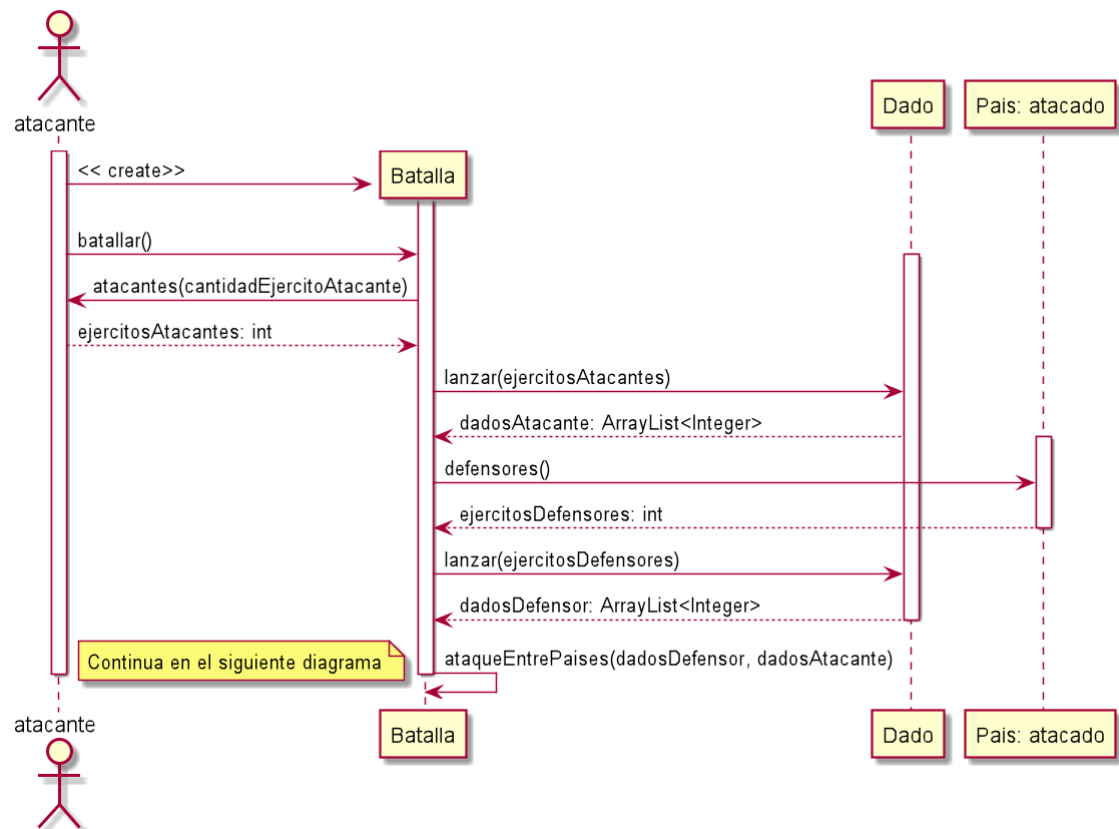 atacante
Dado
Pais: atacado
<< create>>
Batalla
batallar()
atacantes(cantidadEjercitoAtacante)
ejercitosAtacantes: int
lanzar(ejercitosAtacantes)
dadosAtacante: ArrayList<Integer>
defensores()
ejercitosDefensores: int
lanzar(ejercitosDefensores)
dadosDefensor: ArrayList<Integer>
Continua en el siguiente diagrama
ataqueEntrePaises(dadosDefensor, dadosAtacante)
atacante
Batalla
Dado
Pais: atacado